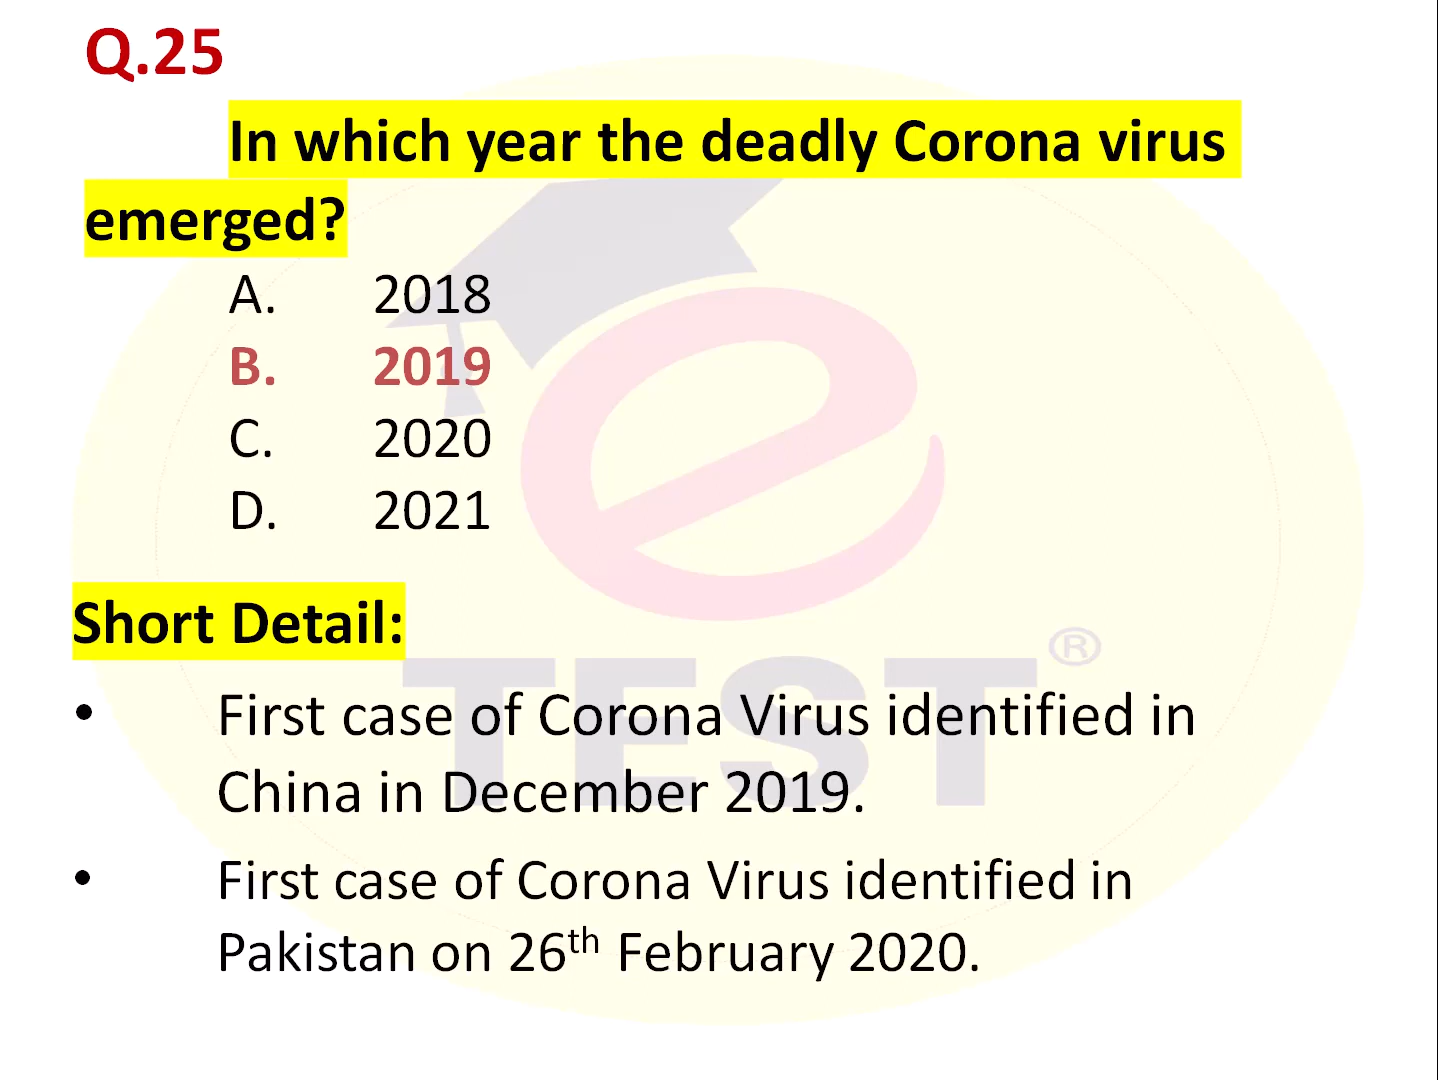 Q.25
In which year the deadly Corona virus
emerged?
A. 2018
B. 2019
C. 2020
D. 2021
Short Detail:
• First case of Corona Virus identified in
China in December 2019.
• First case of Corona Virus identified in
Pakistan on 26th February 2020.
e
TEST®